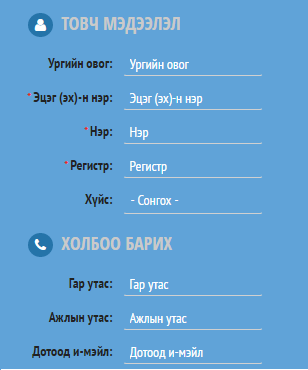 ТОВЧ МЭДЭЭЛЭЛ
Ургийн овог: Ургийн овог
* Эцэг (эх)-н нэр: Эцэг (эх)-н нэр
* Нэр: Нэр
* Регистр: Регистр
Хүйс: - Сонгох -
ХОЛБОО БАРИХ
Гар утас: Гар утас
Ажлын утас: Ажлын утас
Дотоод и-мэйл: Дотоод и-мэйл